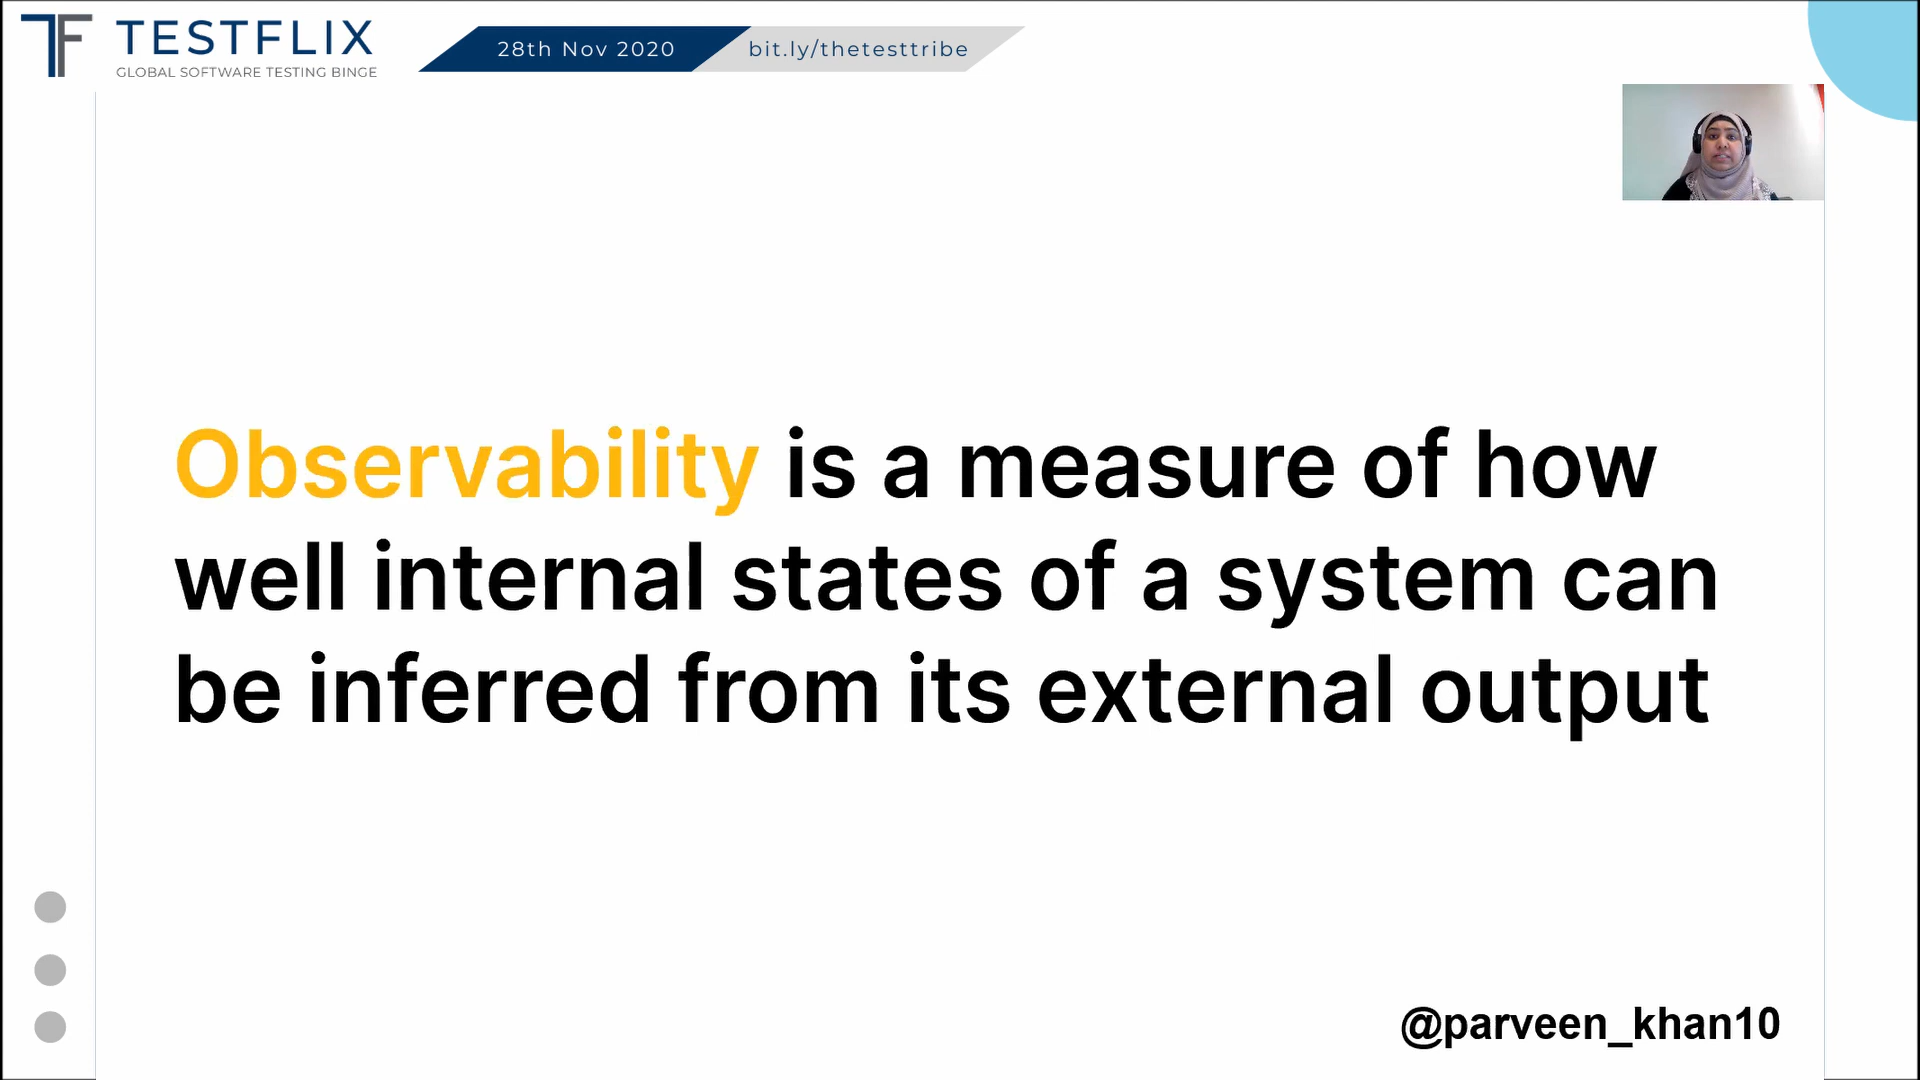 TF TESTFLIX
GLOBAL SOFTWARE TESTING BINGE
28th Nov 2020
bit.ly/thetesttribe
Observability is a measure of how
well internal states of a system can
be inferred from its external output
@parveen_khan10